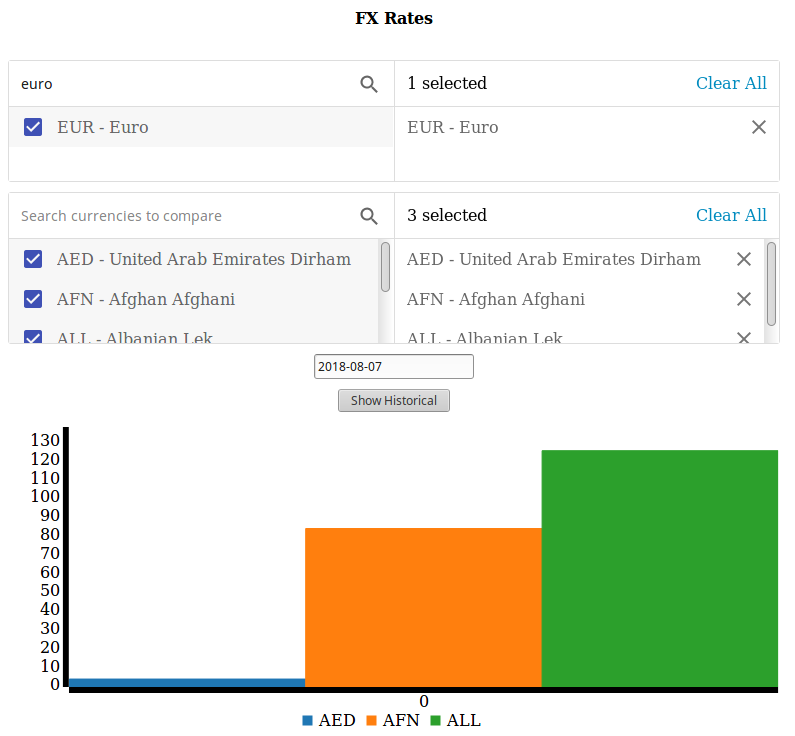 FX Rates
euro
1 selected
Clear All
EUR - Euro
EUR - Euro
Search currencies to compare
3 selected
Clear All
AED - United Arab Emirates Dirham
AED - United Arab Emirates Dirham
AFN - Afghan Afghani
AFN - Afghan Afghani
ALL - Albanian Lek
ALL - Albanian Lek
2018-08-07
Show Historical
130
120
110
100
90
80
70
60
50
40
30
20
10
0
0
AED AFN ALL